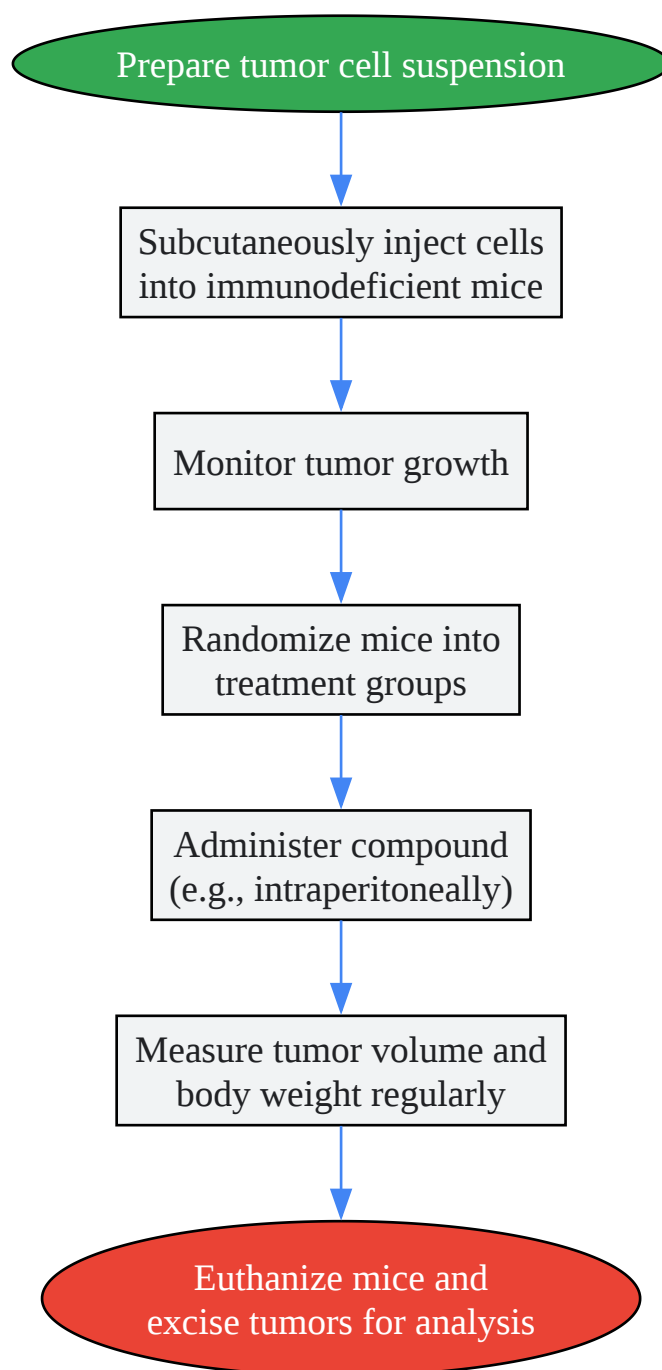 Prepare tumor cell suspension
Subcutaneously inject cells
into immunodeficient mice
Monitor tumor growth
Randomize mice into
treatment groups
Administer compound
(e.g., intraperitoneally)
Measure tumor volume and
body weight regularly
Euthanize mice and
excise tumors for analysis